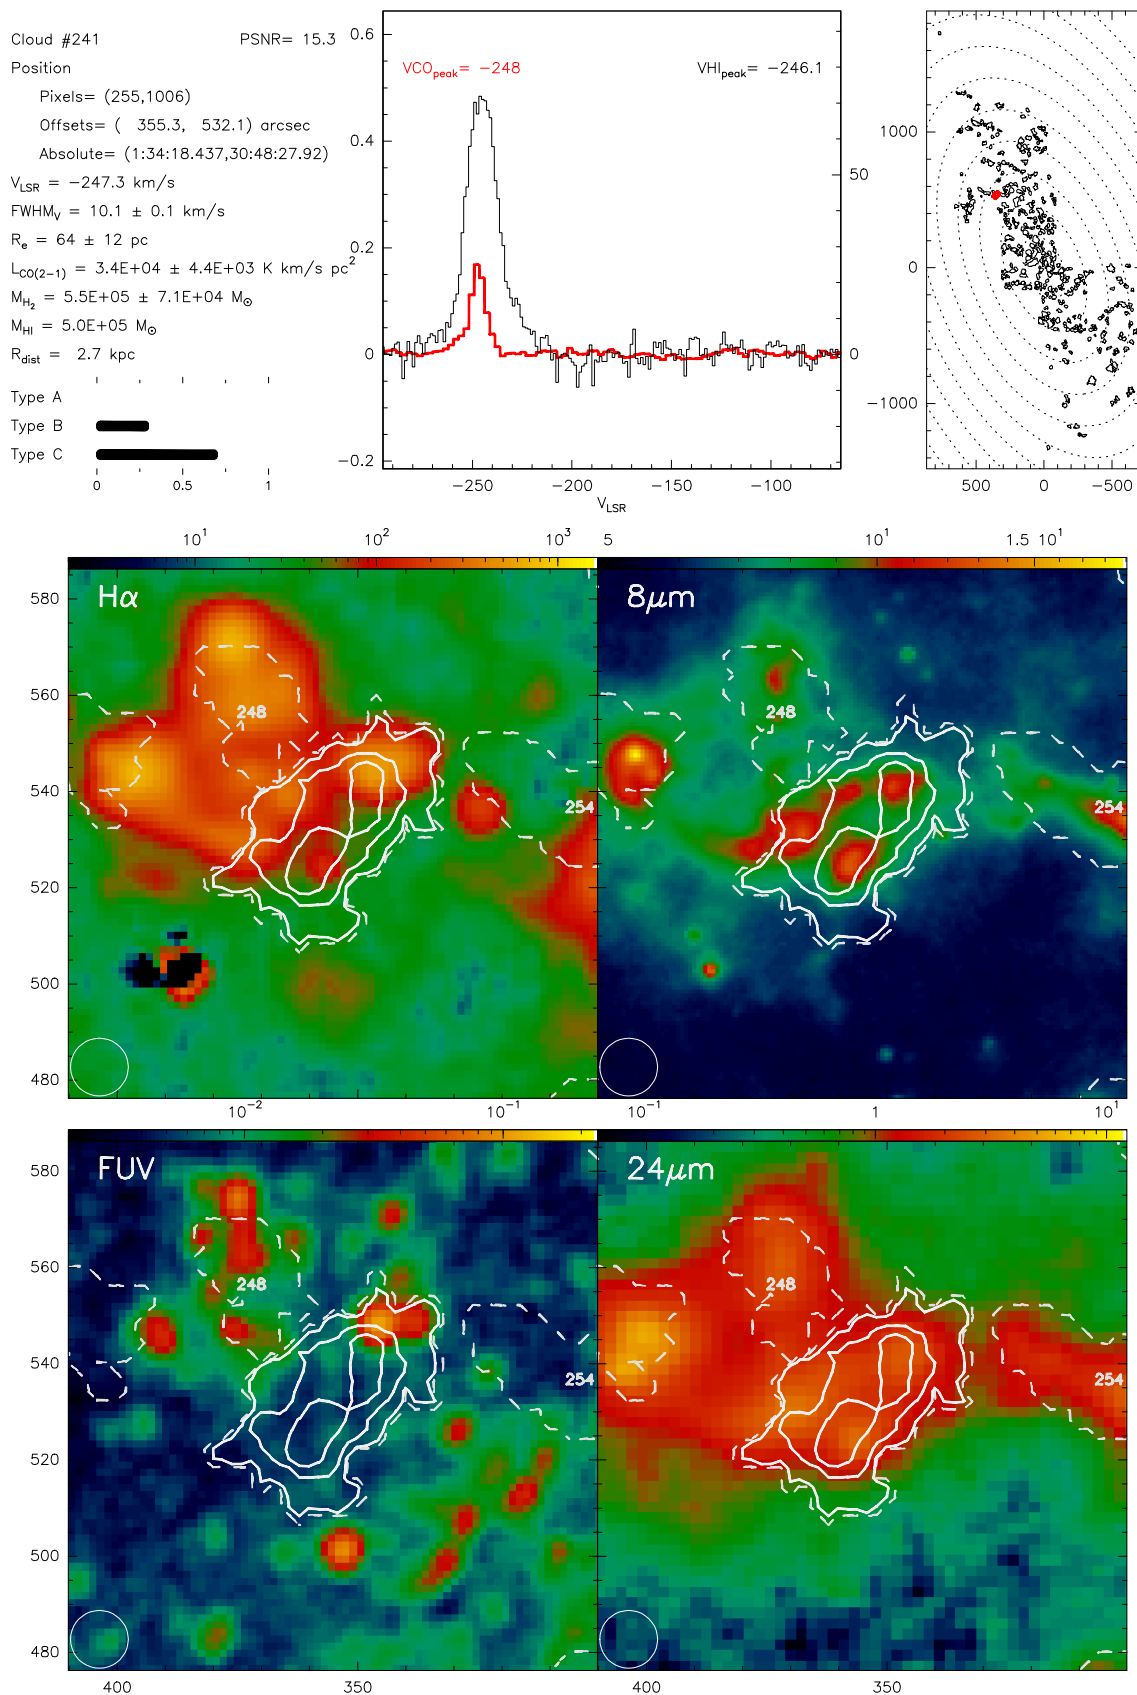 Cloud #241 PSNR= 15.3
Position
Pixels= (255,1006)
Offsets= ( 355.3, 532.1) arcsec
Absolute= (1:34:18.437,30:48:27.92)
V_LSR = −247.3 km/s
FWHM_V = 10.1 ± 0.1 km/s
R_e = 64 ± 12 pc
L_CO(2−1) = 3.4E+04 ± 4.4E+03 K km/s pc²
M_H₂ = 5.5E+05 ± 7.1E+04 M⊙
M_HI = 5.0E+05 M⊙
R_dist = 2.7 kpc
Type A
Type B
Type C
0 0.5 1
VCO_peak= −248 VHI_peak= −246.1
0.6
0.4
0.2
0
−0.2
50
0
−250 −200 −150 −100
V_LSR
1000
0
−1000
500 0 −500
10¹ 10² 10³
5 10¹ 1.5 10¹
Hα
8μm
580
560
540
520
500
480
248
254
248
254
10⁻² 10⁻¹
10⁻¹ 1 10¹
FUV
24μm
580
560
540
520
500
480
248
254
248
254
400 350
400 350